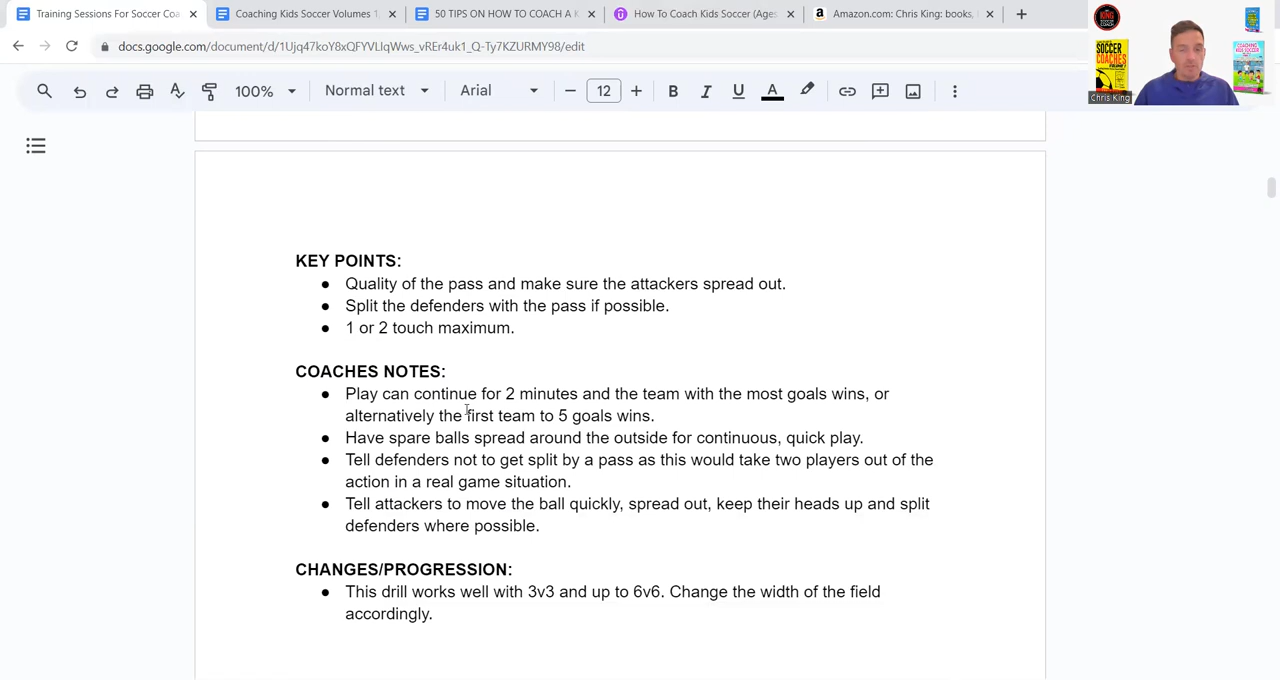 Training Sessions For Soccer Coa
Coaching Kids Soccer Volumes 1
50 TIPS ON HOW TO COACH A K
How To Coach Kids Soccer (Ages
Amazon.com: Chris King: books,
docs.google.com/document/d/1Ujq47koY8xQFYVLlqWws_vREr4uk1_Q-Ty7KZURMY98/edit
100%
Normal text
Arial
12
B I U A
KING
SOCCER
COACHES
Chris King
KEY POINTS:
● Quality of the pass and make sure the attackers spread out.
● Split the defenders with the pass if possible.
● 1 or 2 touch maximum.
COACHES NOTES:
● Play can continue for 2 minutes and the team with the most goals wins, or
alternatively the first team to 5 goals wins.
● Have spare balls spread around the outside for continuous, quick play.
● Tell defenders not to get split by a pass as this would take two players out of the
action in a real game situation.
● Tell attackers to move the ball quickly, spread out, keep their heads up and split
defenders where possible.
CHANGES/PROGRESSION:
● This drill works well with 3v3 and up to 6v6. Change the width of the field
accordingly.